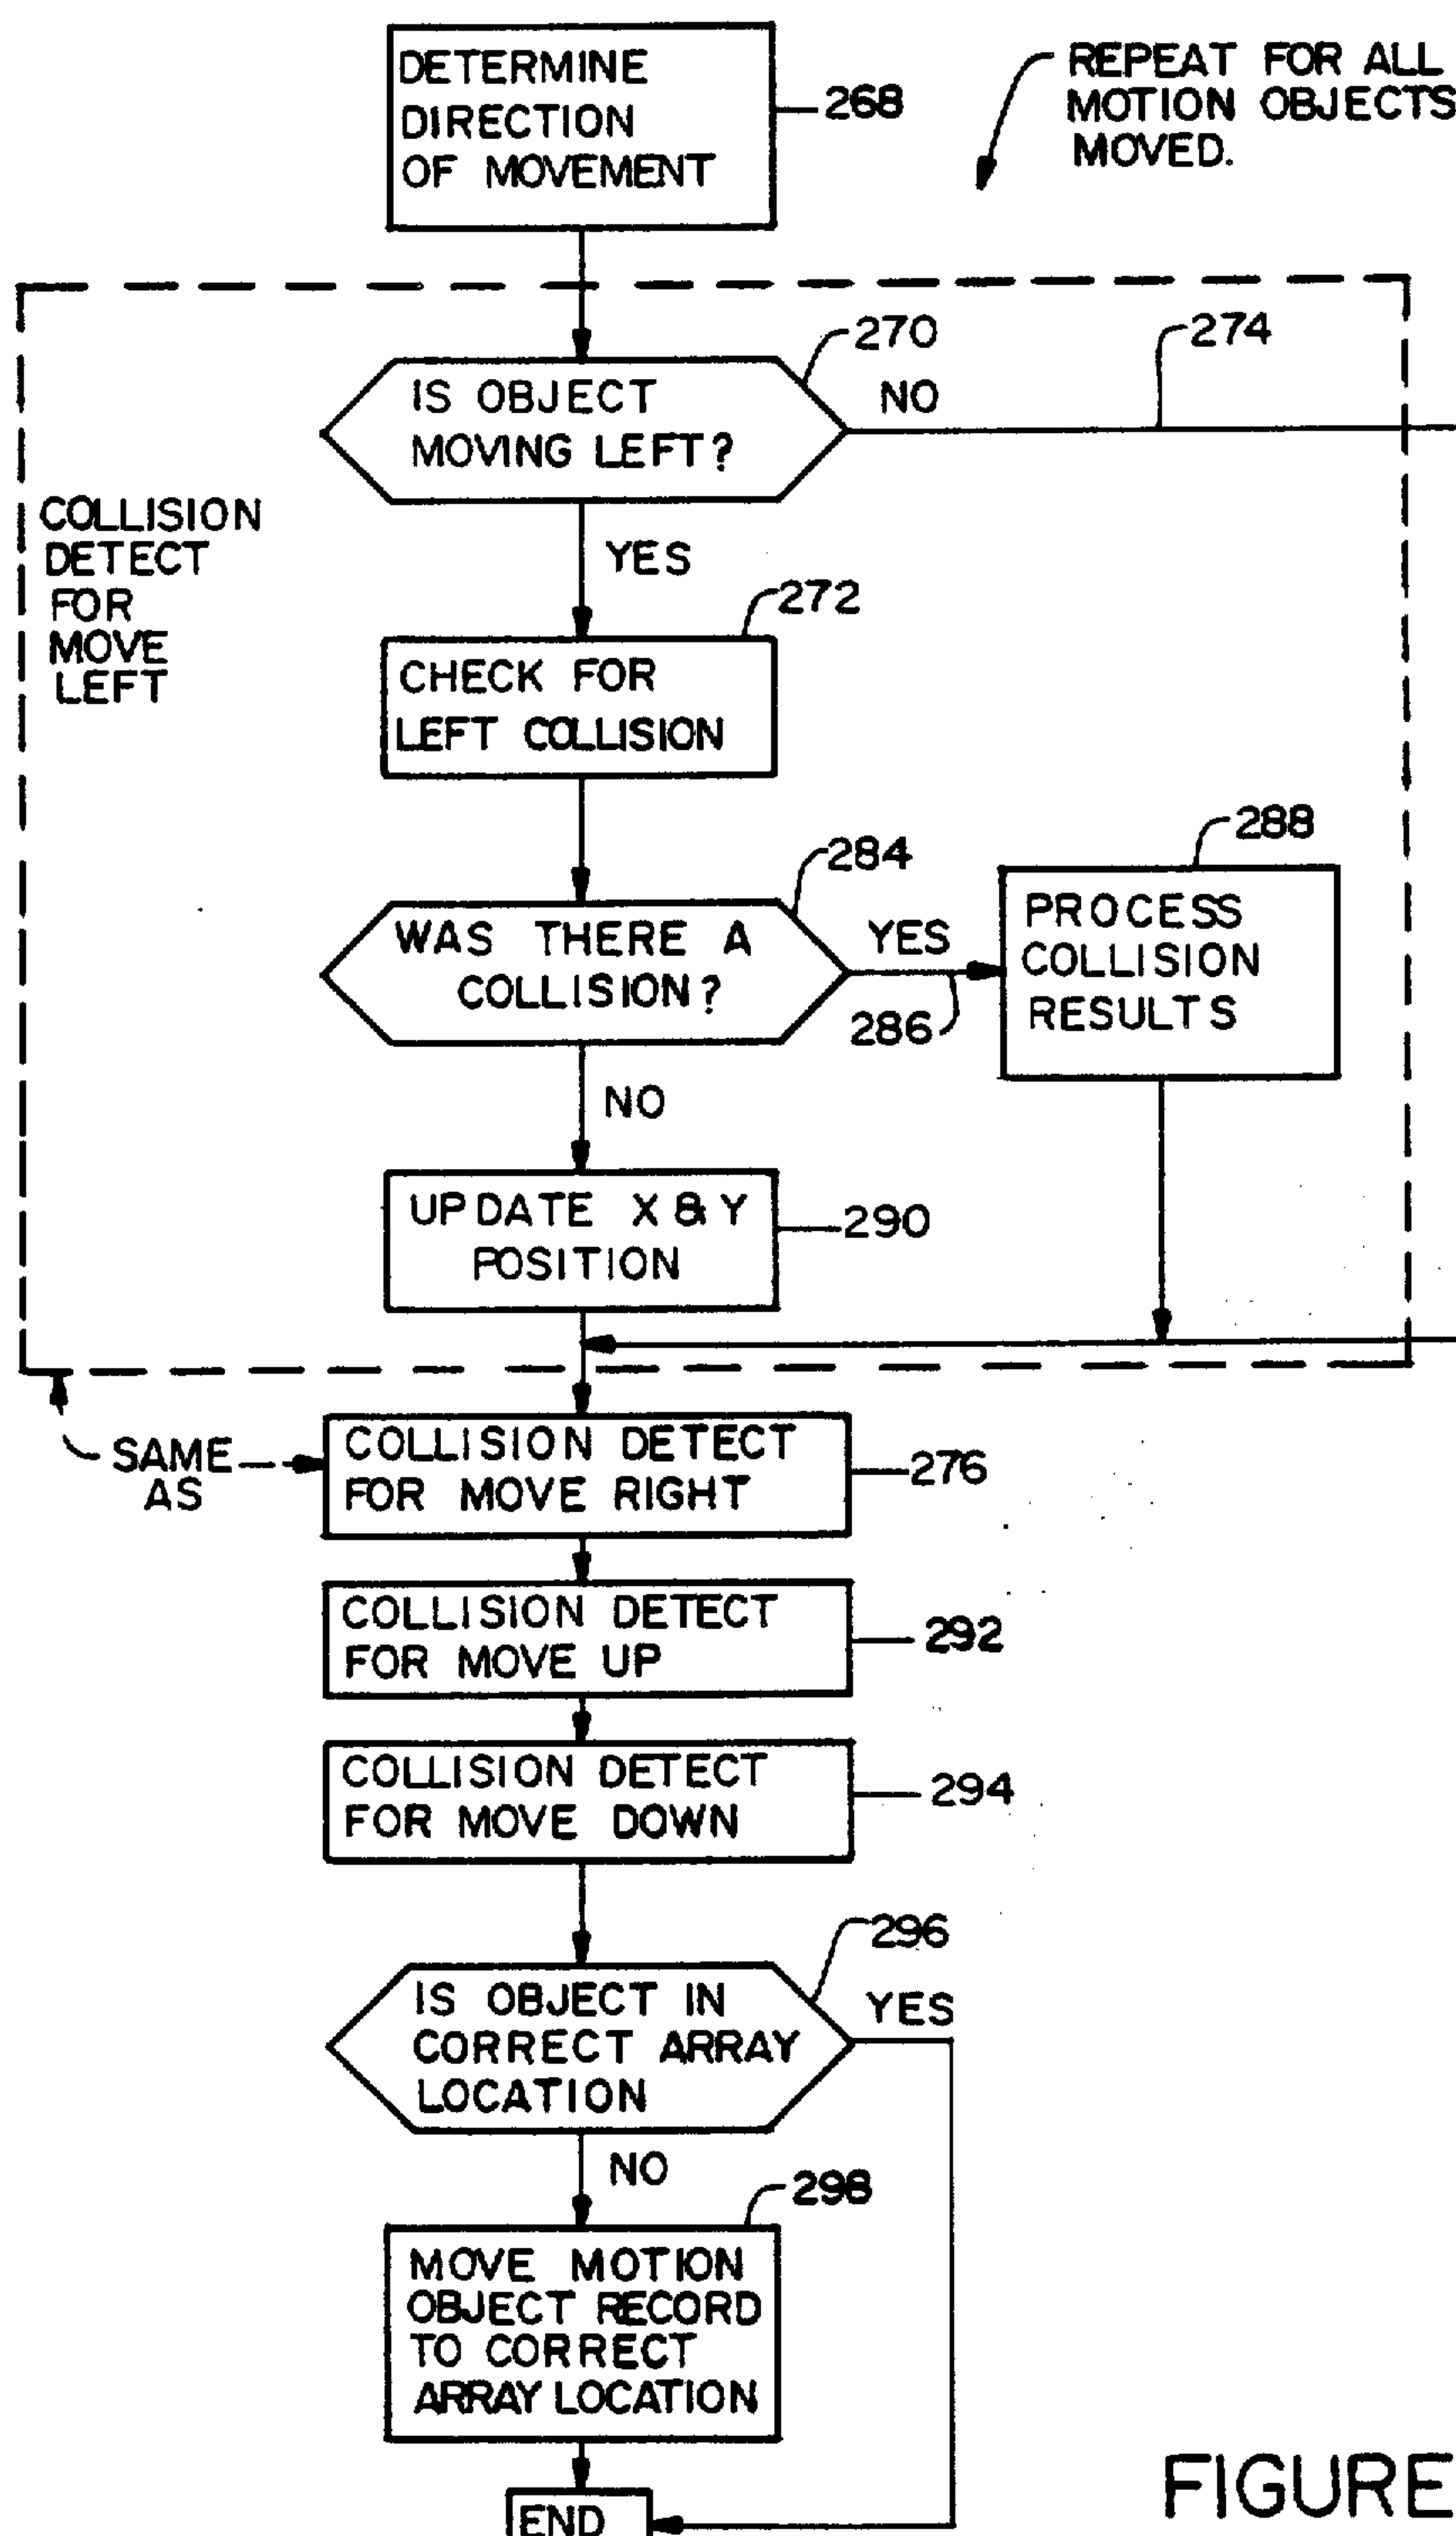 DETERMINE
DIRECTION
OF MOVEMENT
268
REPEAT FOR ALL
MOTION OBJECTS
MOVED.
270
274
IS OBJECT
MOVING LEFT?
NO
COLLISION
DETECT
FOR
MOVE
LEFT
YES
272
CHECK FOR
LEFT COLLISION
284
288
WAS THERE A
COLLISION?
YES
286
PROCESS
COLLISION
RESULTS
NO
UPDATE X & Y
POSITION
290
SAME
AS
COLLISION DETECT
FOR MOVE RIGHT
276
COLLISION DETECT
FOR MOVE UP
292
COLLISION DETECT
FOR MOVE DOWN
294
296
IS OBJECT IN
CORRECT ARRAY
LOCATION
YES
NO
298
MOVE MOTION
OBJECT RECORD
TO CORRECT
ARRAY LOCATION
END
FIGURE